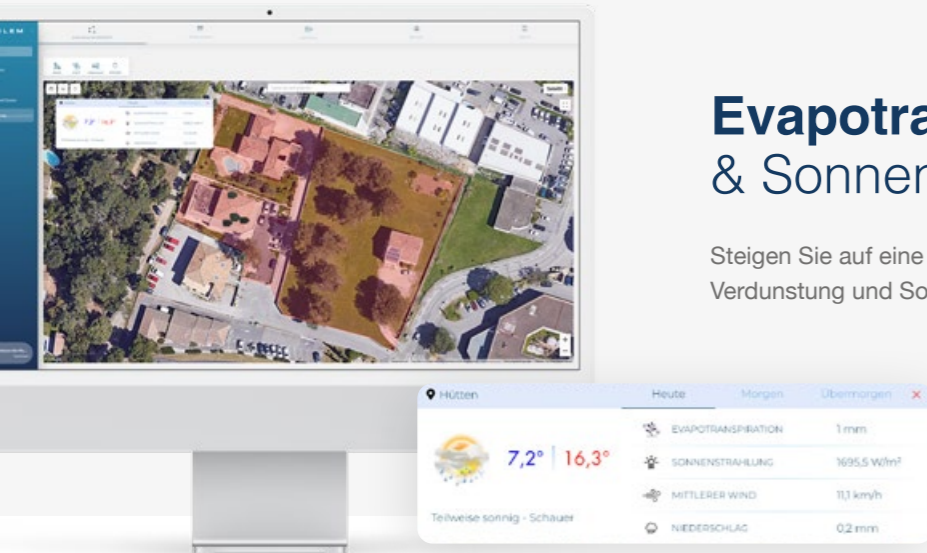 Evapotra
& Sonnen
Steigen Sie auf eine
Verdunstung und So
Hütten
Heute Morgen Übermorgen
7,2° 16,3°
Teilweise sonnig - Schauer
EVAPOTRANSPIRATION 1 mm
SONNENSTRAHLUNG 1695,5 W/m²
MITTLERER WIND 11,1 km/h
NIEDERSCHLAG 0,2 mm